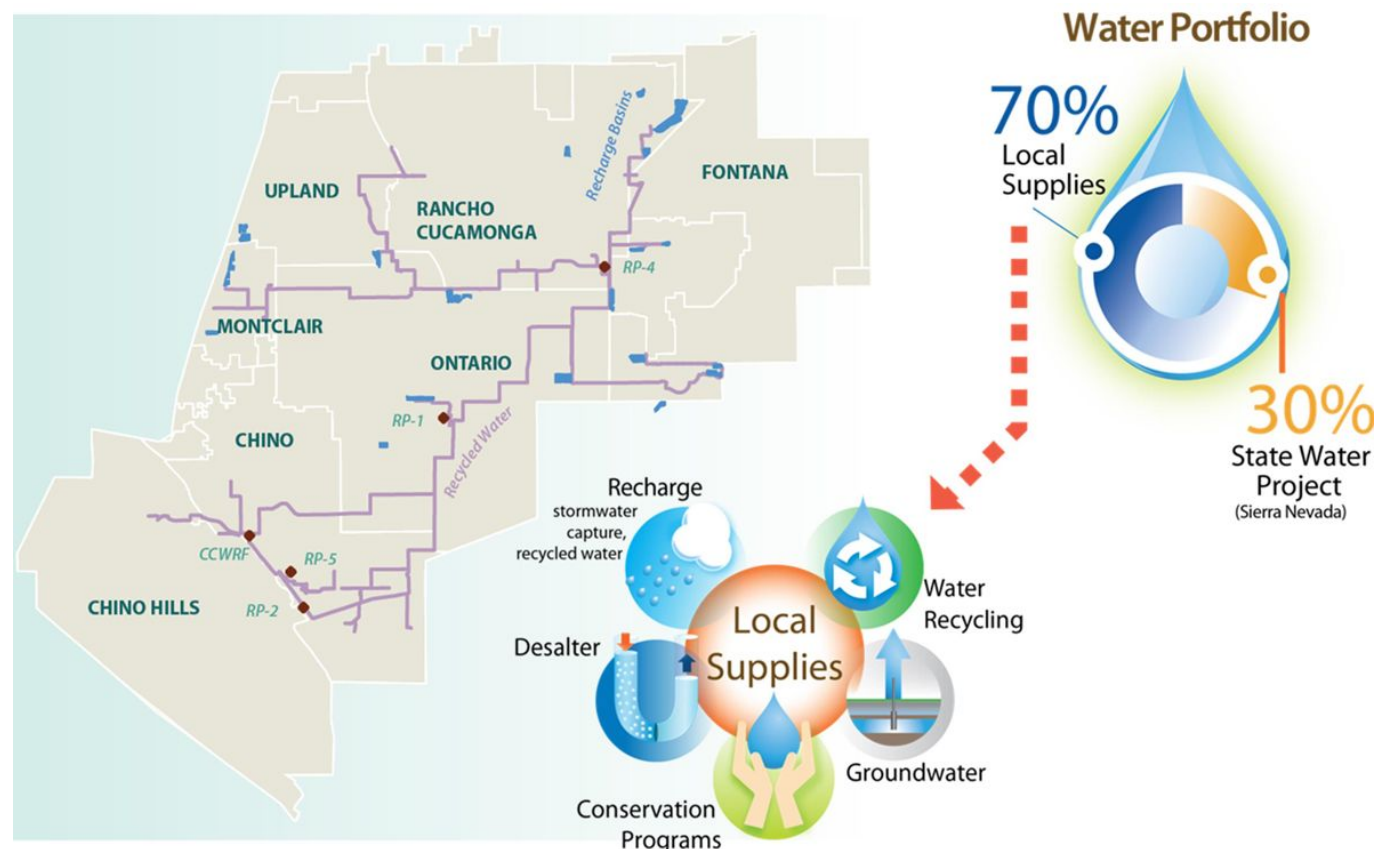 Water Portfolio
70%
Local
Supplies
30%
State Water
Project
(Sierra Nevada)
Recharge Basins
UPLAND
RANCHO
CUCAMONGA
FONTANA
RP-4
MONTCLAIR
ONTARIO
RP-1
Recycled Water
CHINO
CCWRF
RP-5
RP-2
CHINO HILLS
Recharge
stormwater
capture,
recycled water
Water
Recycling
Local
Supplies
Desalter
Groundwater
Conservation
Programs